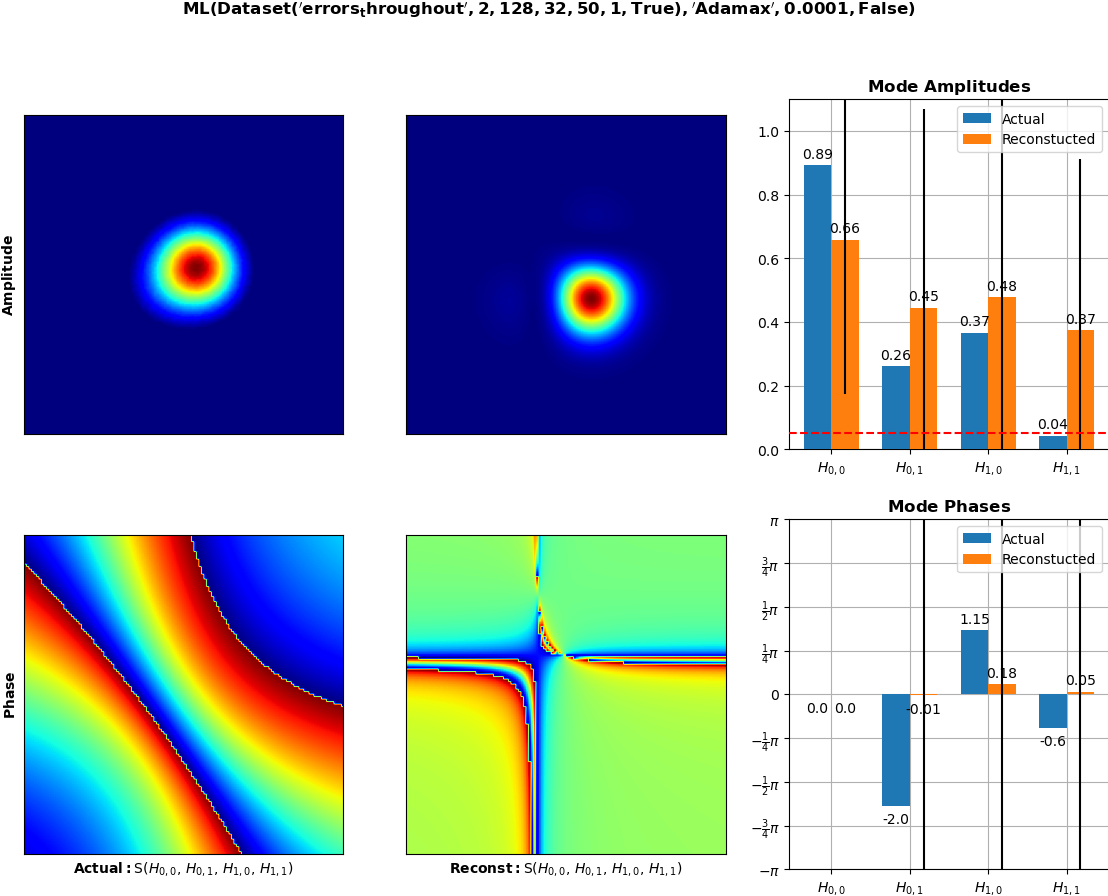 ML(Dataset('errors_throughout', 2, 128, 32, 50, 1, True), 'Adamax', 0.0001, False)
Amplitude
Mode Amplitudes
Actual
Reconstucted
1.0
0.8
0.6
0.4
0.2
0.0
0.89
0.66
0.26
0.45
0.37
0.48
0.04
0.37
H0,0
H0,1
H1,0
H1,1
Phase
Actual: S(H0,0, H0,1, H1,0, H1,1)
Reconst: S(H0,0, H0,1, H1,0, H1,1)
Mode Phases
Actual
Reconstucted
π
3/4π
1/2π
1/4π
0
−1/4π
−1/2π
−3/4π
−π
0.0
0.0
-2.0
-0.01
1.15
0.18
-0.6
0.05
H0,0
H0,1
H1,0
H1,1